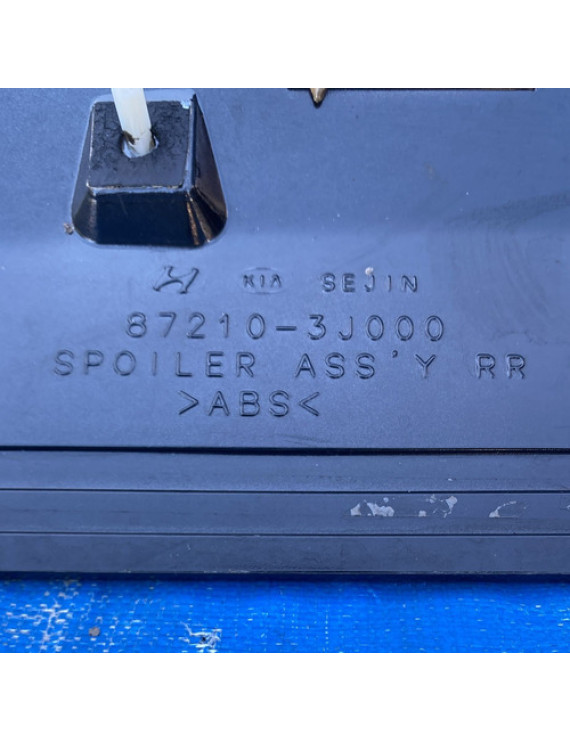 KIA SEJIN
87210-3J000
SPOILER ASS'Y RR
>ABS<